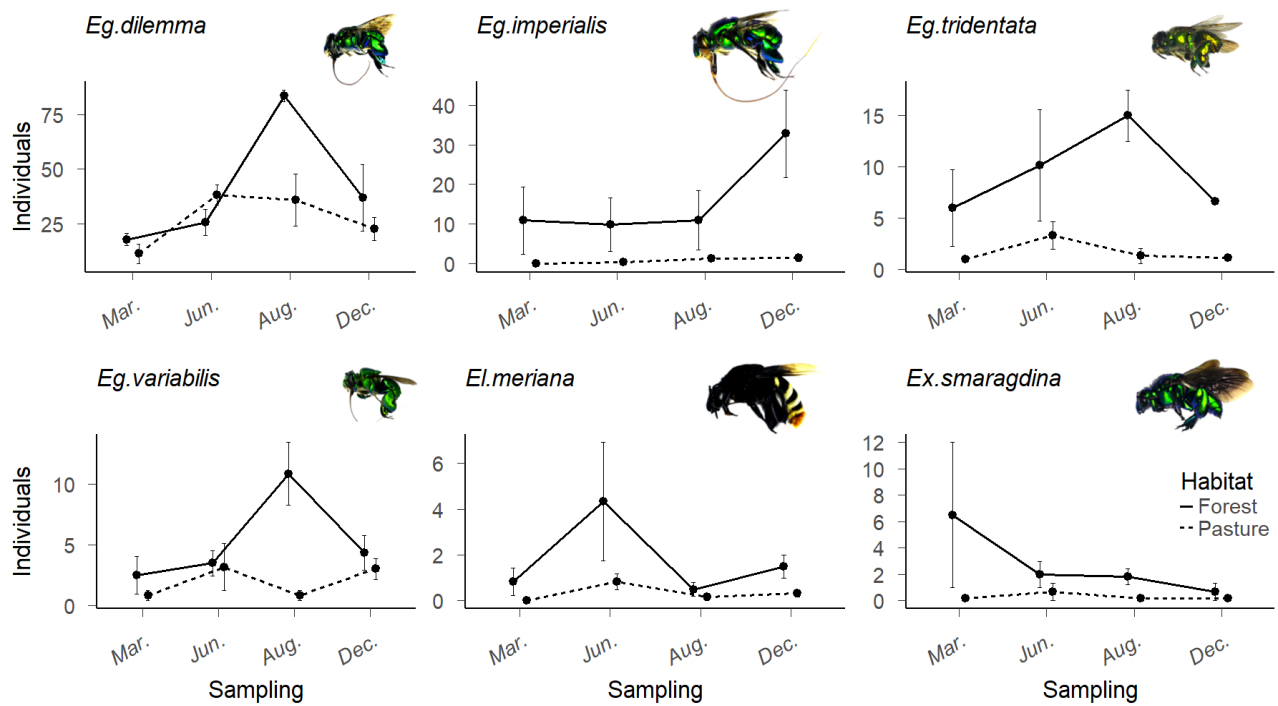 Eg.dilemma
Individuals
75
50
25
Mar.
Jun.
Aug.
Dec.
Eg.imperialis
40
30
20
10
0
Mar.
Jun.
Aug.
Dec.
Eg.tridentata
15
10
5
0
Mar.
Jun.
Aug.
Dec.
Eg.variabilis
Individuals
10
5
0
Mar.
Jun.
Aug.
Dec.
Sampling
El.meriana
6
4
2
0
Mar.
Jun.
Aug.
Dec.
Ex.smaragdina
12
10
8
6
4
2
0
Habitat
Forest
Pasture
Mar.
Jun.
Aug.
Dec.
Sampling